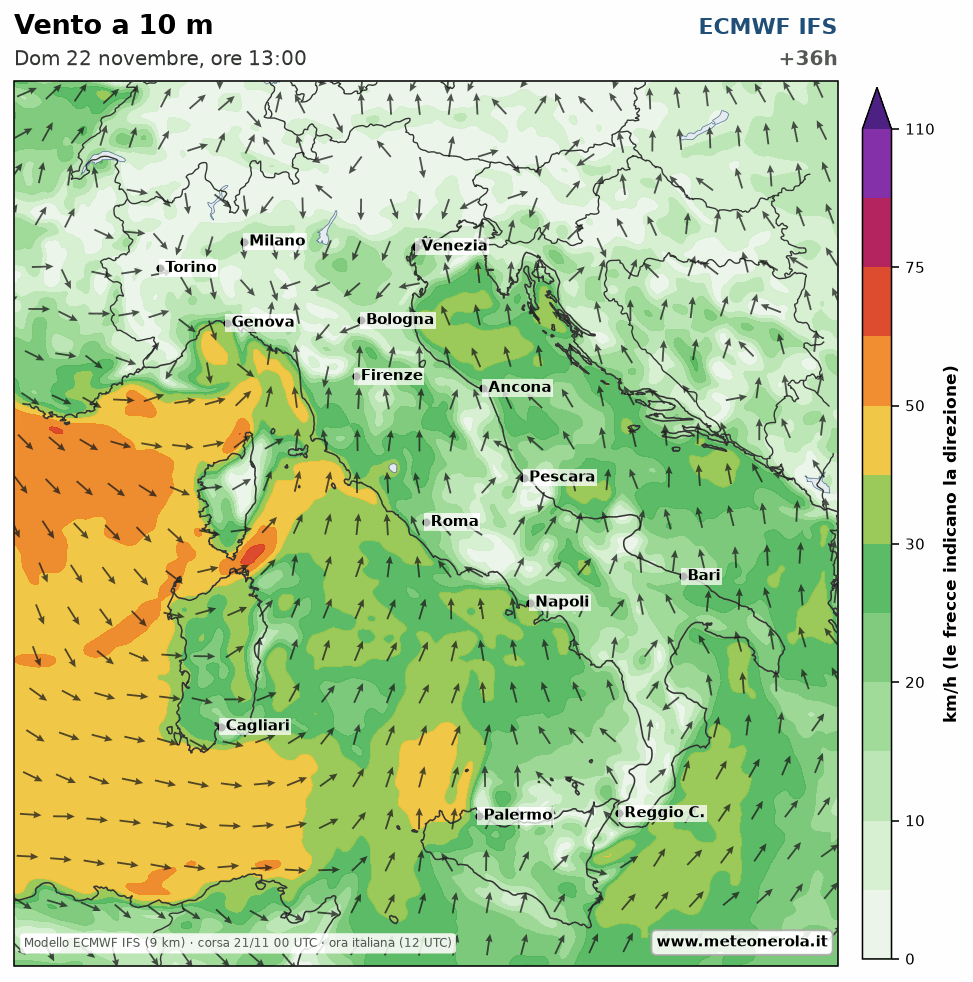 Vento a 10 m
ECMWF IFS
Dom 22 novembre, ore 13:00
+36h
Milano
Venezia
Torino
Genova
Bologna
Firenze
Ancona
Pescara
Roma
Bari
Napoli
Cagliari
Palermo
Reggio C.
110
75
50
30
20
10
0
km/h (le frecce indicano la direzione)
Modello ECMWF IFS (9 km) · corsa 21/11 00 UTC · ora italiana (12 UTC)
www.meteonerola.it